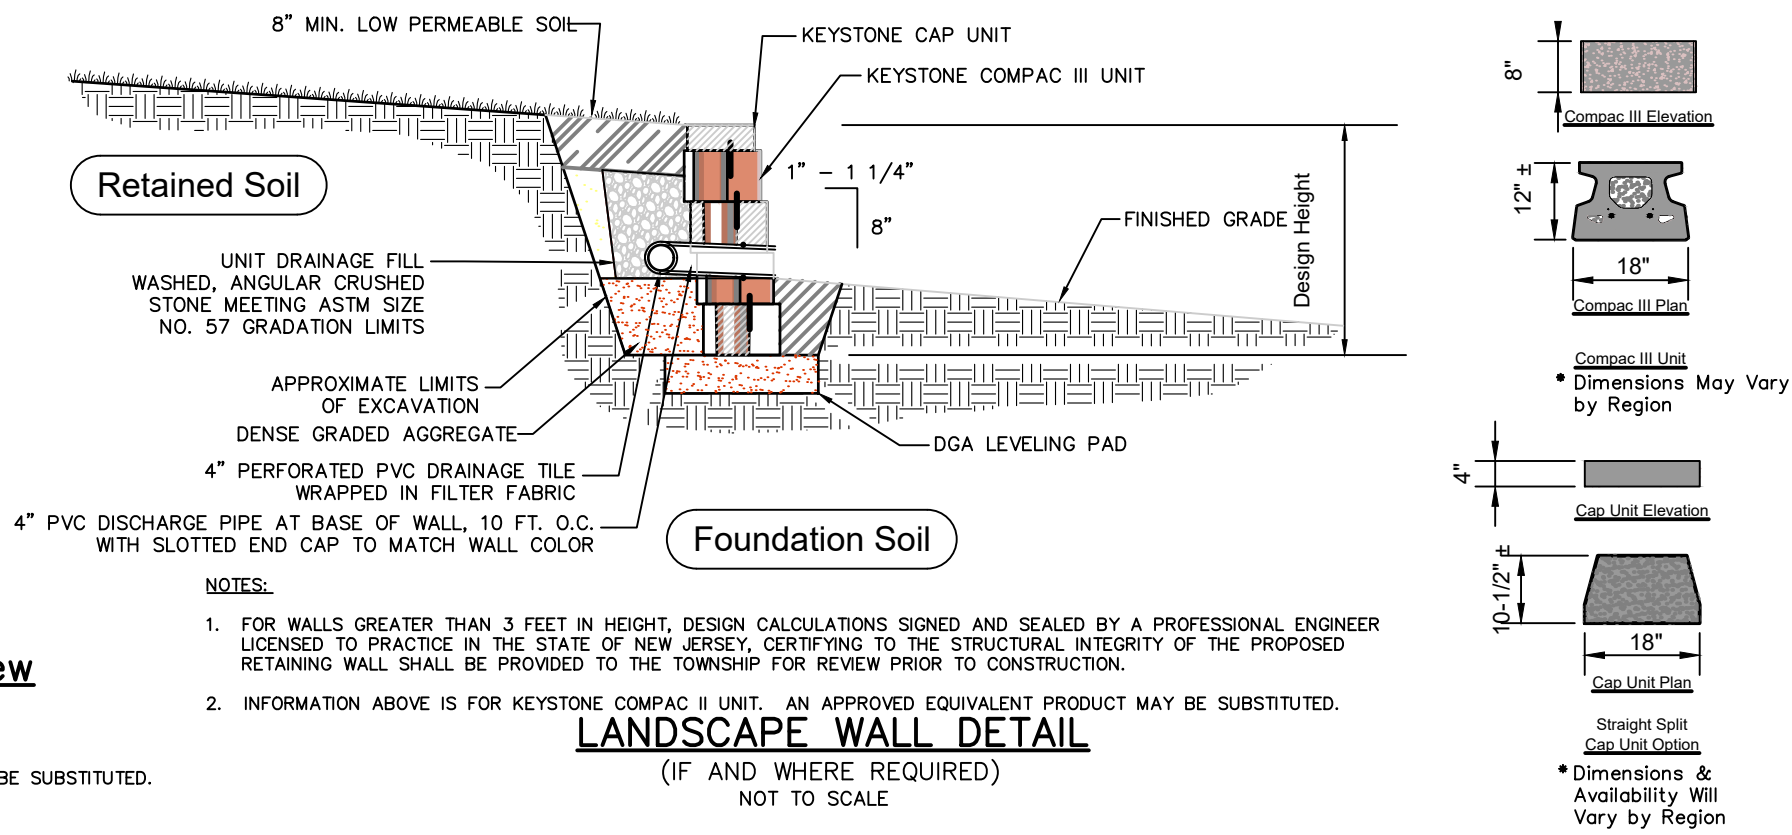 8" MIN. LOW PERMEABLE SOIL
KEYSTONE CAP UNIT
KEYSTONE COMPAC III UNIT
Retained Soil
1" - 1 1/4"
8"
FINISHED GRADE
Design Height
UNIT DRAINAGE FILL
WASHED, ANGULAR CRUSHED
STONE MEETING ASTM SIZE
NO. 57 GRADATION LIMITS
APPROXIMATE LIMITS
OF EXCAVATION
DENSE GRADED AGGREGATE
DGA LEVELING PAD
4" PERFORATED PVC DRAINAGE TILE
WRAPPED IN FILTER FABRIC
4" PVC DISCHARGE PIPE AT BASE OF WALL, 10 FT. O.C.
WITH SLOTTED END CAP TO MATCH WALL COLOR
Foundation Soil
NOTES:
1. FOR WALLS GREATER THAN 3 FEET IN HEIGHT, DESIGN CALCULATIONS SIGNED AND SEALED BY A PROFESSIONAL ENGINEER
LICENSED TO PRACTICE IN THE STATE OF NEW JERSEY, CERTIFYING TO THE STRUCTURAL INTEGRITY OF THE PROPOSED
RETAINING WALL SHALL BE PROVIDED TO THE TOWNSHIP FOR REVIEW PRIOR TO CONSTRUCTION.
2. INFORMATION ABOVE IS FOR KEYSTONE COMPAC II UNIT. AN APPROVED EQUIVALENT PRODUCT MAY BE SUBSTITUTED.
LANDSCAPE WALL DETAIL
(IF AND WHERE REQUIRED)
NOT TO SCALE
ew
BE SUBSTITUTED.
8"
Compac III Elevation
12" ±
18"
Compac III Plan
Compac III Unit
* Dimensions May Vary
by Region
4"
Cap Unit Elevation
10-1/2" ±
18"
Cap Unit Plan
Straight Split
Cap Unit Option
* Dimensions &
Availability Will
Vary by Region